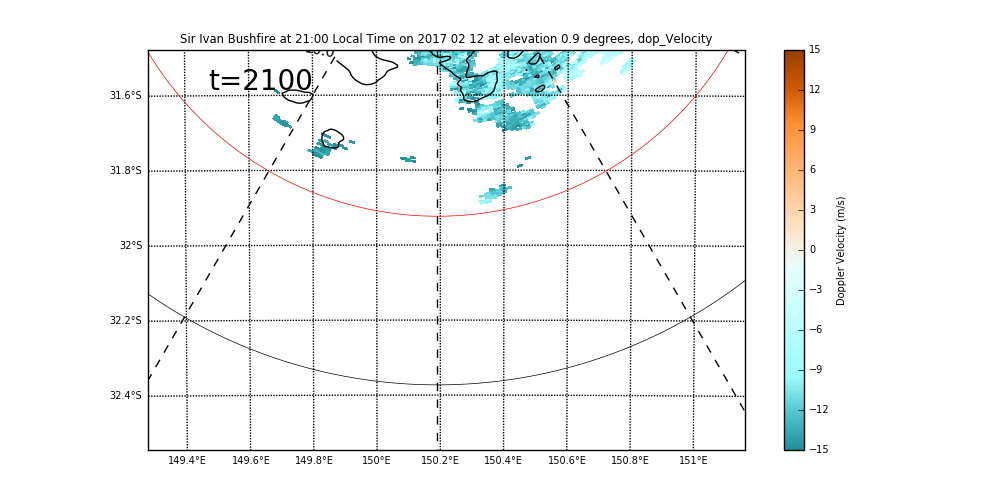 Sir Ivan Bushfire at 21:00 Local Time on 2017 02 12 at elevation 0.9 degrees, dop_Velocity
t=2100
31.6°S
31.8°S
32°S
32.2°S
32.4°S
149.4°E 149.6°E 149.8°E 150°E 150.2°E 150.4°E 150.6°E 150.8°E 151°E
15
12
9
6
3
0
−3
−6
−9
−12
−15
Doppler Velocity (m/s)